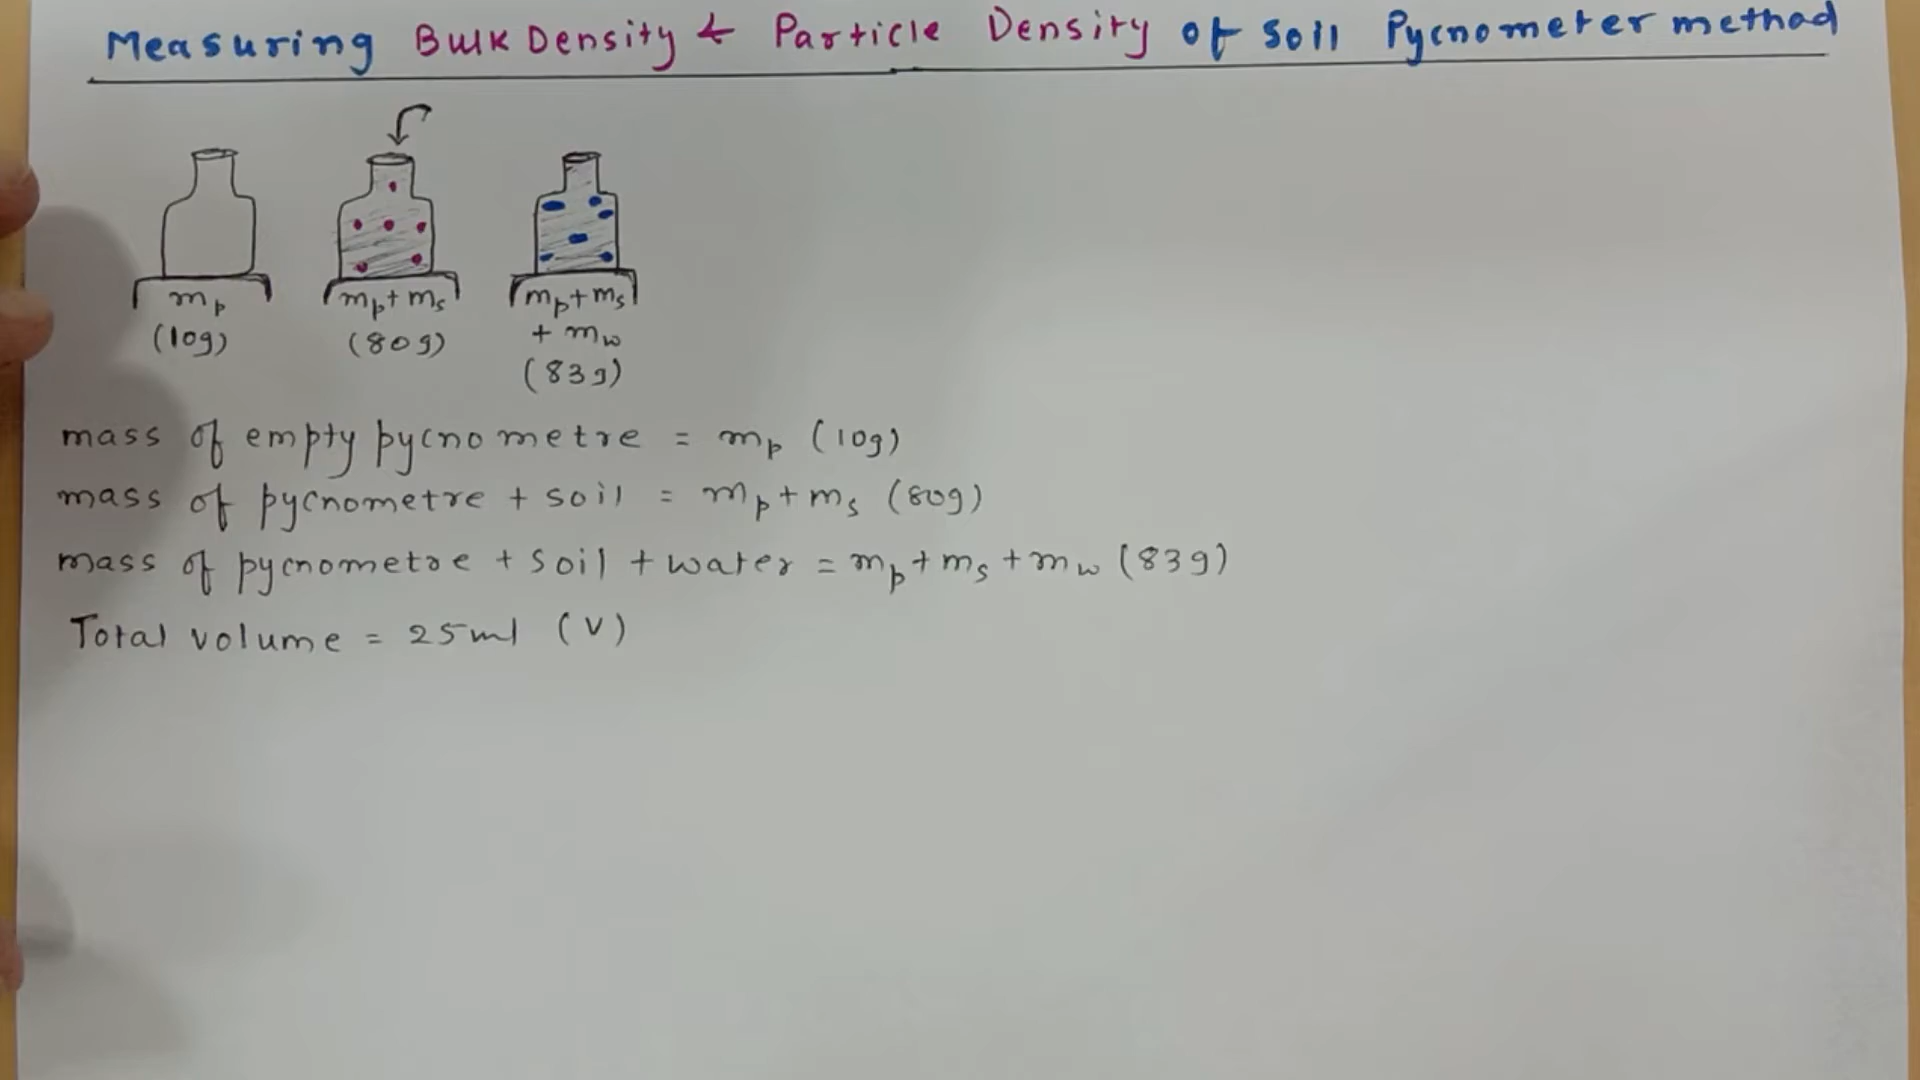 Measuring Bulk Density & Particle Density of Soil Pycnometer method
mp
(10g)
mp + ms
(80g)
mp + ms
+ mw
(83g)
mass of empty pycnometre = mp (10g)
mass of pycnometre + soil = mp + ms (80g)
mass of pycnometre + soil + water = mp + ms + mw (83g)
Total volume = 25ml (V)